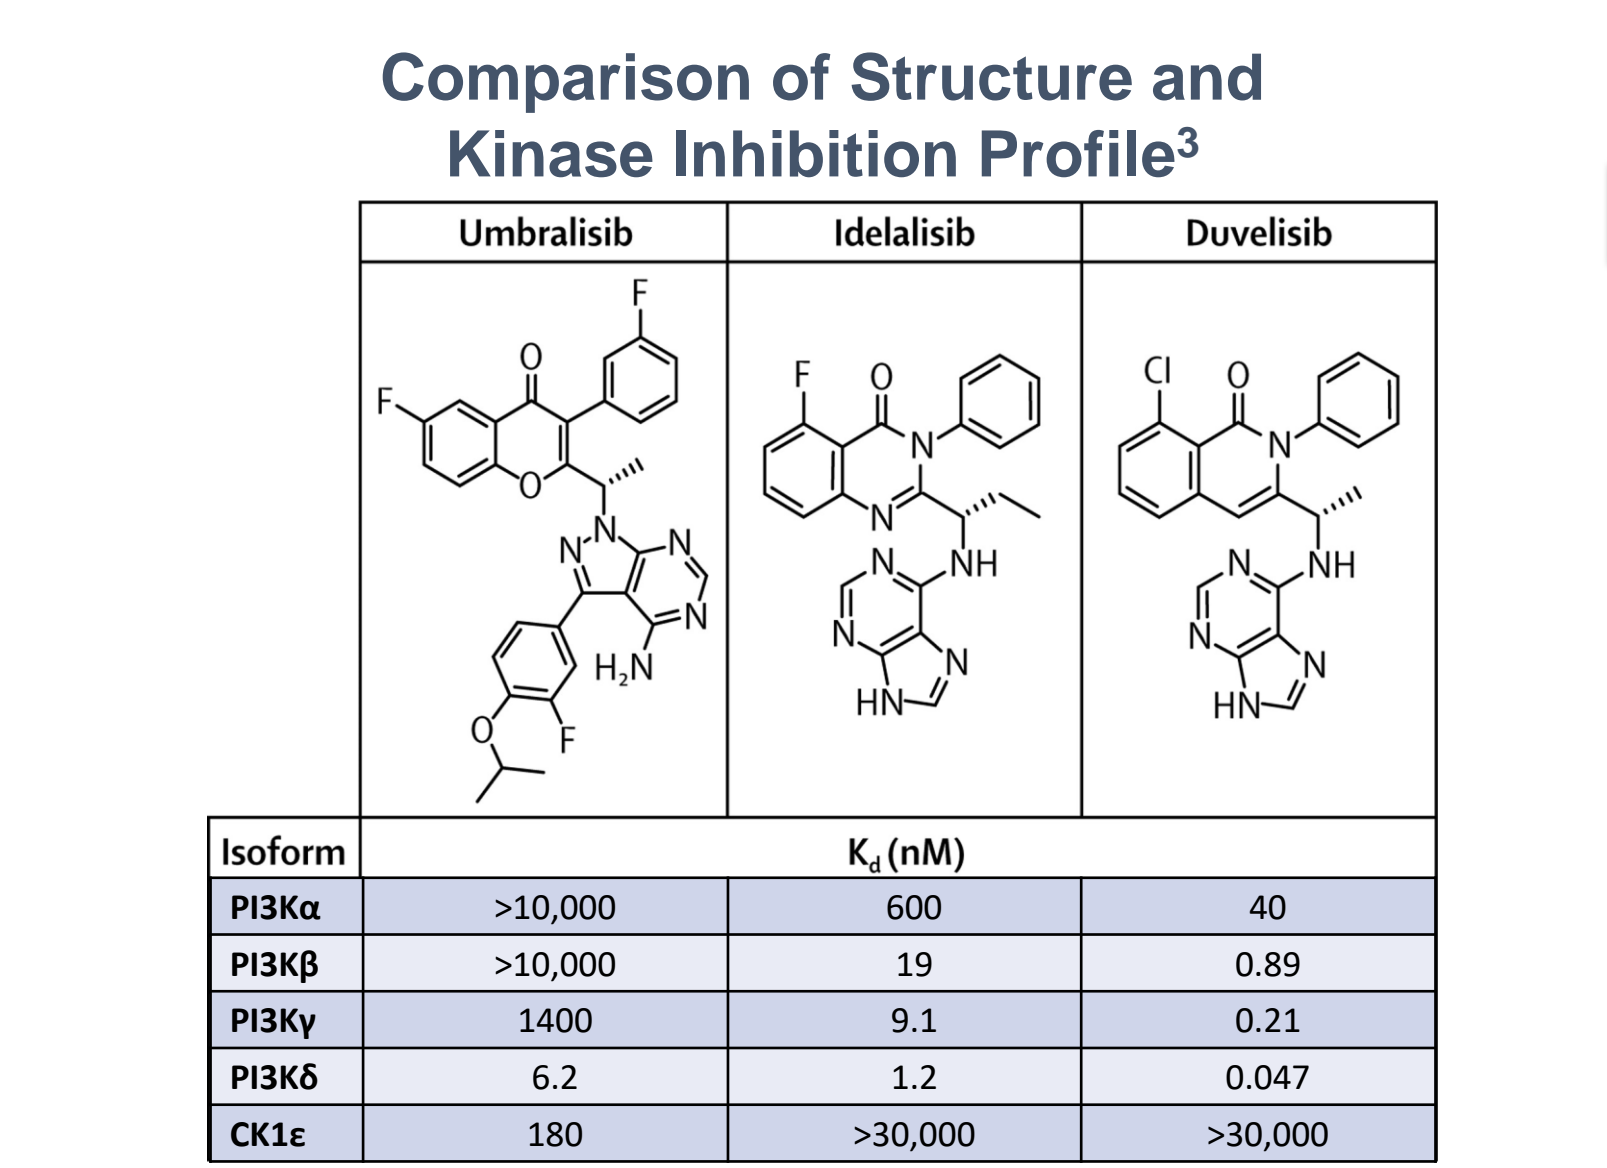 Comparison of Structure and
Kinase Inhibition Profile³
Umbralisib Idelalisib Duvelisib
F
O
F
O
N
N
N
N
N
H₂N
O
F
F
O
N
N
NH
N
N
N
HN
Cl
O
N
NH
N
N
N
HN
Isoform K_d (nM)
PI3Kα >10,000 600 40
PI3Kβ >10,000 19 0.89
PI3Kγ 1400 9.1 0.21
PI3Kδ 6.2 1.2 0.047
CK1ε 180 >30,000 >30,000